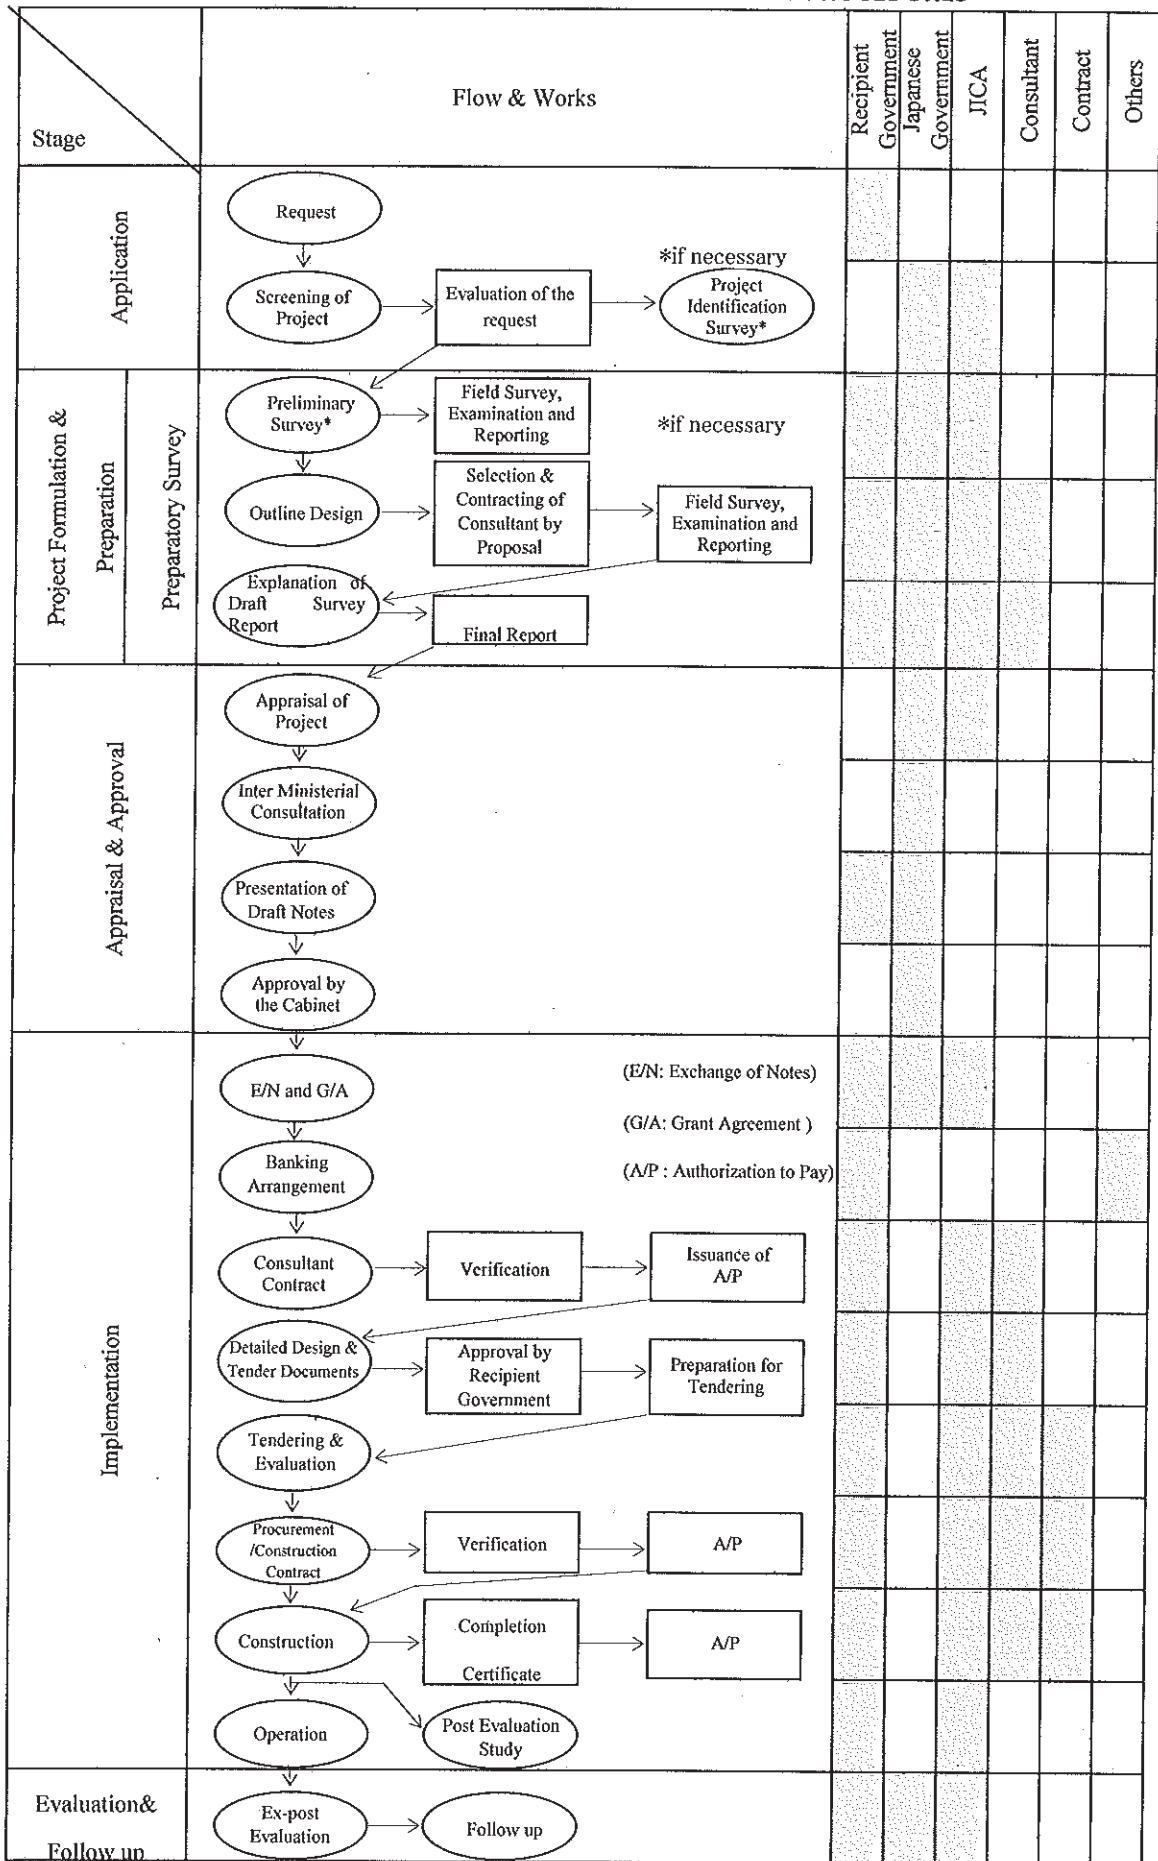 Stage
Flow & Works
Recipient
Government
Japanese
Government
JICA
Consultant
Contract
Others
Application
Request
*if necessary
Screening of
Project
Evaluation of the
request
Project
Identification
Survey*
Project Formulation &
Preparation
Preparatory Survey
Preliminary
Survey*
Field Survey,
Examination and
Reporting
*if necessary
Outline Design
Selection &
Contracting of
Consultant by
Proposal
Field Survey,
Examination and
Reporting
Explanation of
Draft Survey
Report
Final Report
Appraisal & Approval
Appraisal of
Project
Inter Ministerial
Consultation
Presentation of
Draft Notes
Approval by
the Cabinet
Implementation
E/N and G/A
(E/N: Exchange of Notes)
(G/A: Grant Agreement )
(A/P : Authorization to Pay)
Banking
Arrangement
Consultant
Contract
Verification
Issuance of
A/P
Detailed Design &
Tender Documents
Approval by
Recipient
Government
Preparation for
Tendering
Tendering &
Evaluation
Procurement
/Construction
Contract
Verification
A/P
Construction
Completion
Certificate
A/P
Operation
Post Evaluation
Study
Evaluation&
Follow up
Ex-post
Evaluation
Follow up